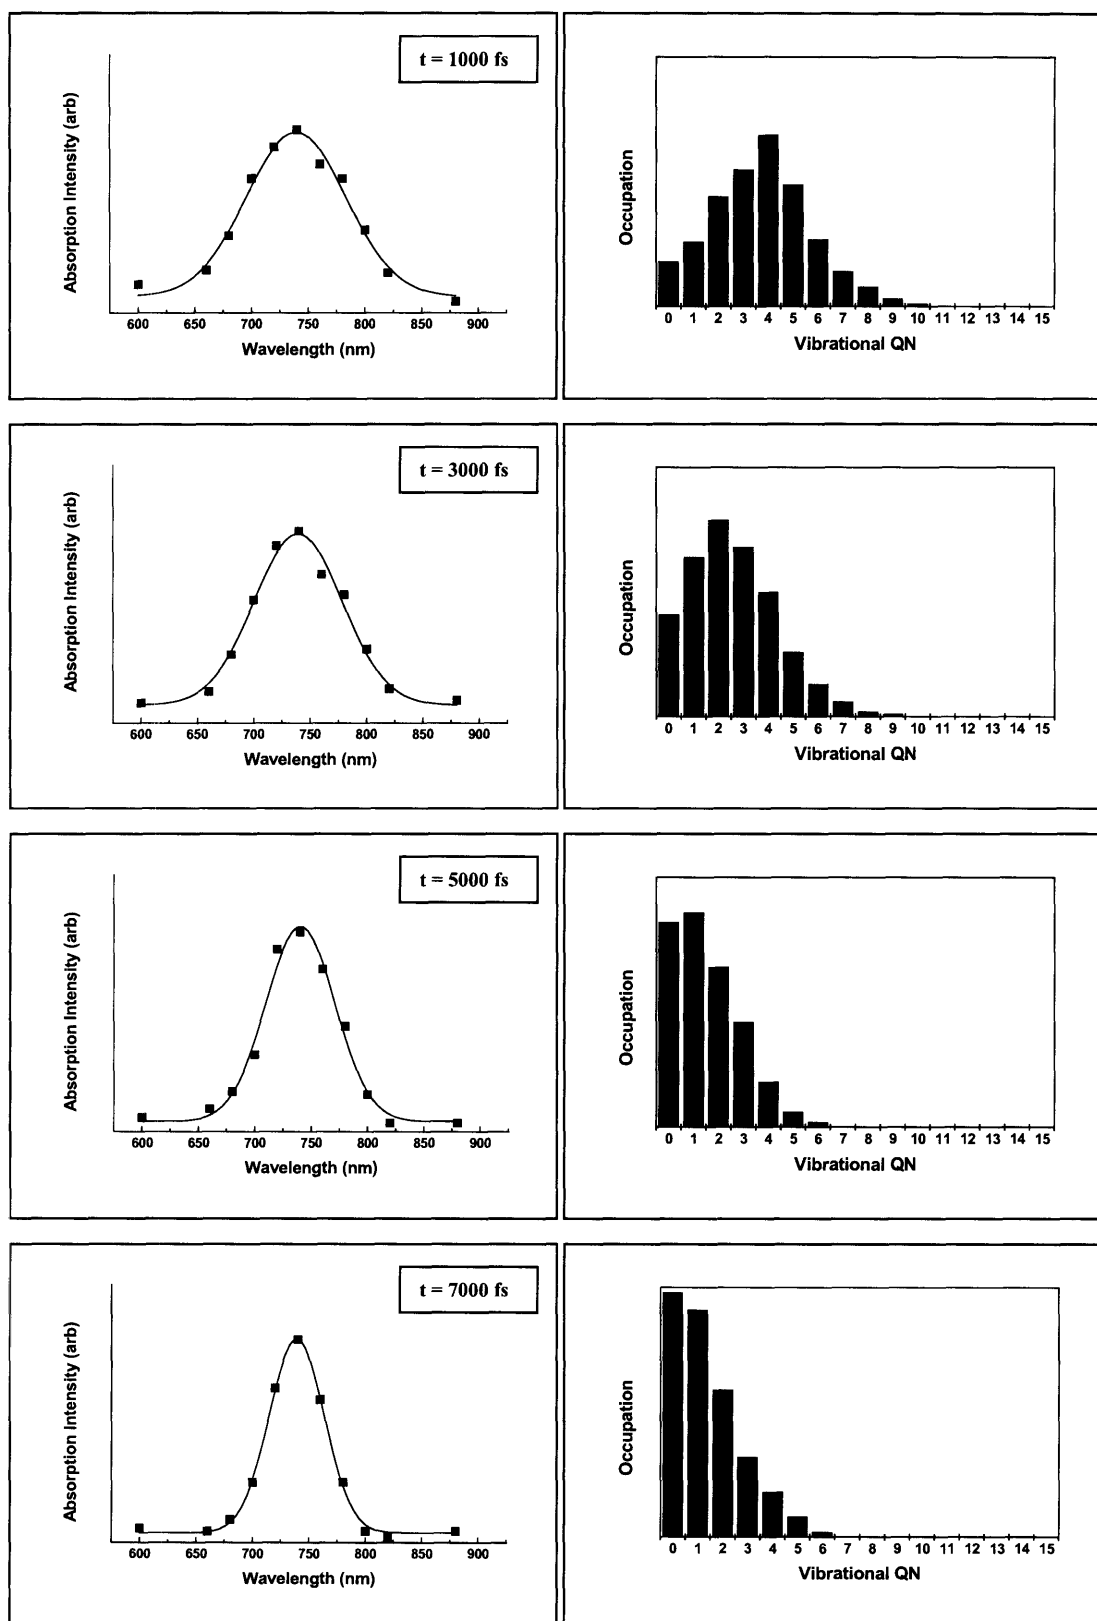 t = 1000 fs
Absorption Intensity (arb)
600 650 700 750 800 850 900
Wavelength (nm)
Occupation
0 1 2 3 4 5 6 7 8 9 10 11 12 13 14 15
Vibrational QN
t = 3000 fs
Absorption Intensity (arb)
600 650 700 750 800 850 900
Wavelength (nm)
Occupation
0 1 2 3 4 5 6 7 8 9 10 11 12 13 14 15
Vibrational QN
t = 5000 fs
Absorption Intensity (arb)
600 650 700 750 800 850 900
Wavelength (nm)
Occupation
0 1 2 3 4 5 6 7 8 9 10 11 12 13 14 15
Vibrational QN
t = 7000 fs
Absorption Intensity (arb)
600 650 700 750 800 850 900
Wavelength (nm)
Occupation
0 1 2 3 4 5 6 7 8 9 10 11 12 13 14 15
Vibrational QN